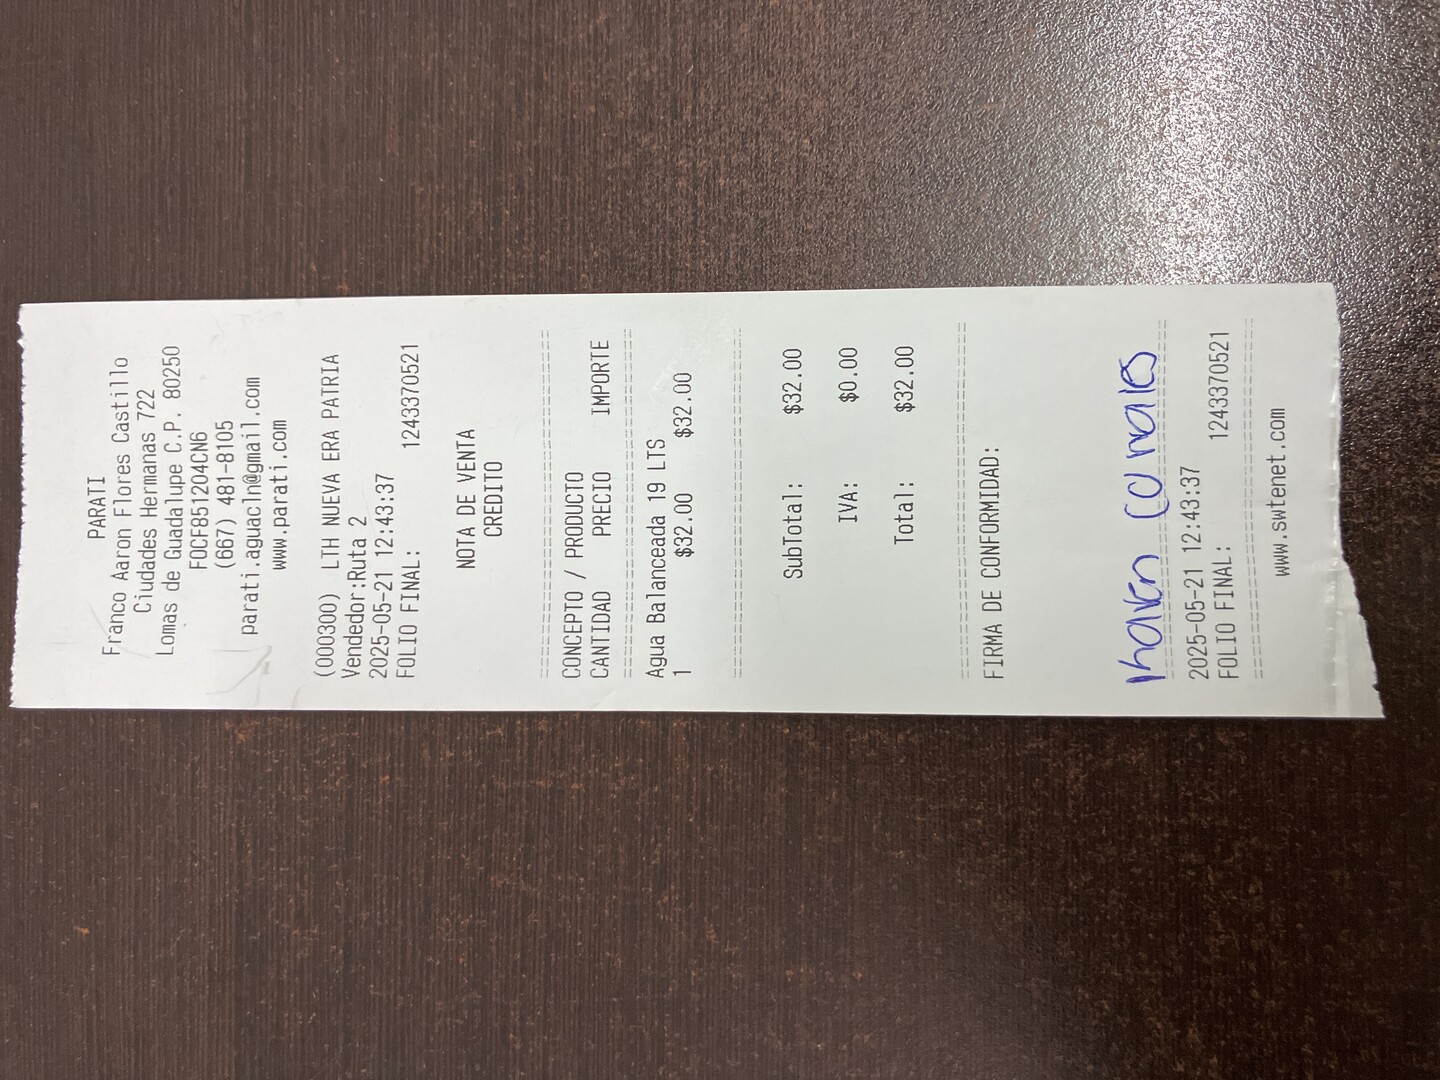 PARATI
Franco Aaron Flores Castillo
Ciudades Hermanas 722
Lomas de Guadalupe C.P. 80250
FOCF851204CN6
(667) 481-8105
parati.aguacln@gmail.com
www.parati.com
(000300) LTH NUEVA ERA PATRIA
Vendedor:Ruta 2
2025-05-21 12:43:37
FOLIO FINAL: 1243370521
NOTA DE VENTA
CREDITO
CONCEPTO / PRODUCTO
CANTIDAD PRECIO IMPORTE
Agua Balanceada 19 LTS
1 $32.00 $32.00
SubTotal: $32.00
IVA: $0.00
Total: $32.00
FIRMA DE CONFORMIDAD:
Karen
2025-05-21 12:43:37
FOLIO FINAL: 1243370521
www.swtenet.com